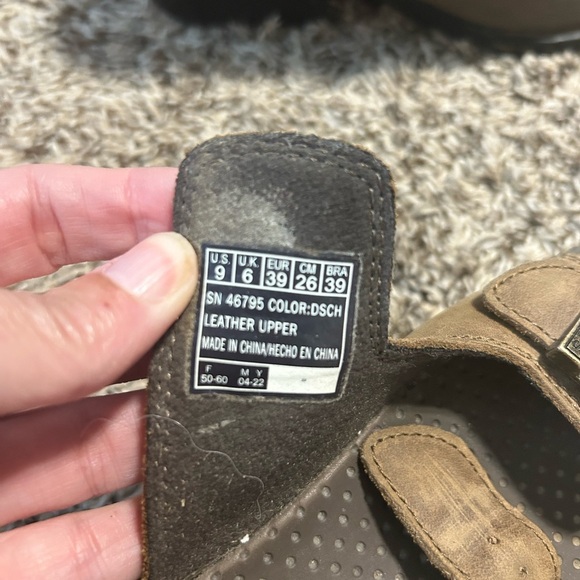 U.S. U.K. EUR CM BRA
9 6 39 26 39
SN 46795 COLOR:DSCH
LEATHER UPPER
MADE IN CHINA/HECHO EN CHINA
F M Y
50-60 04-22